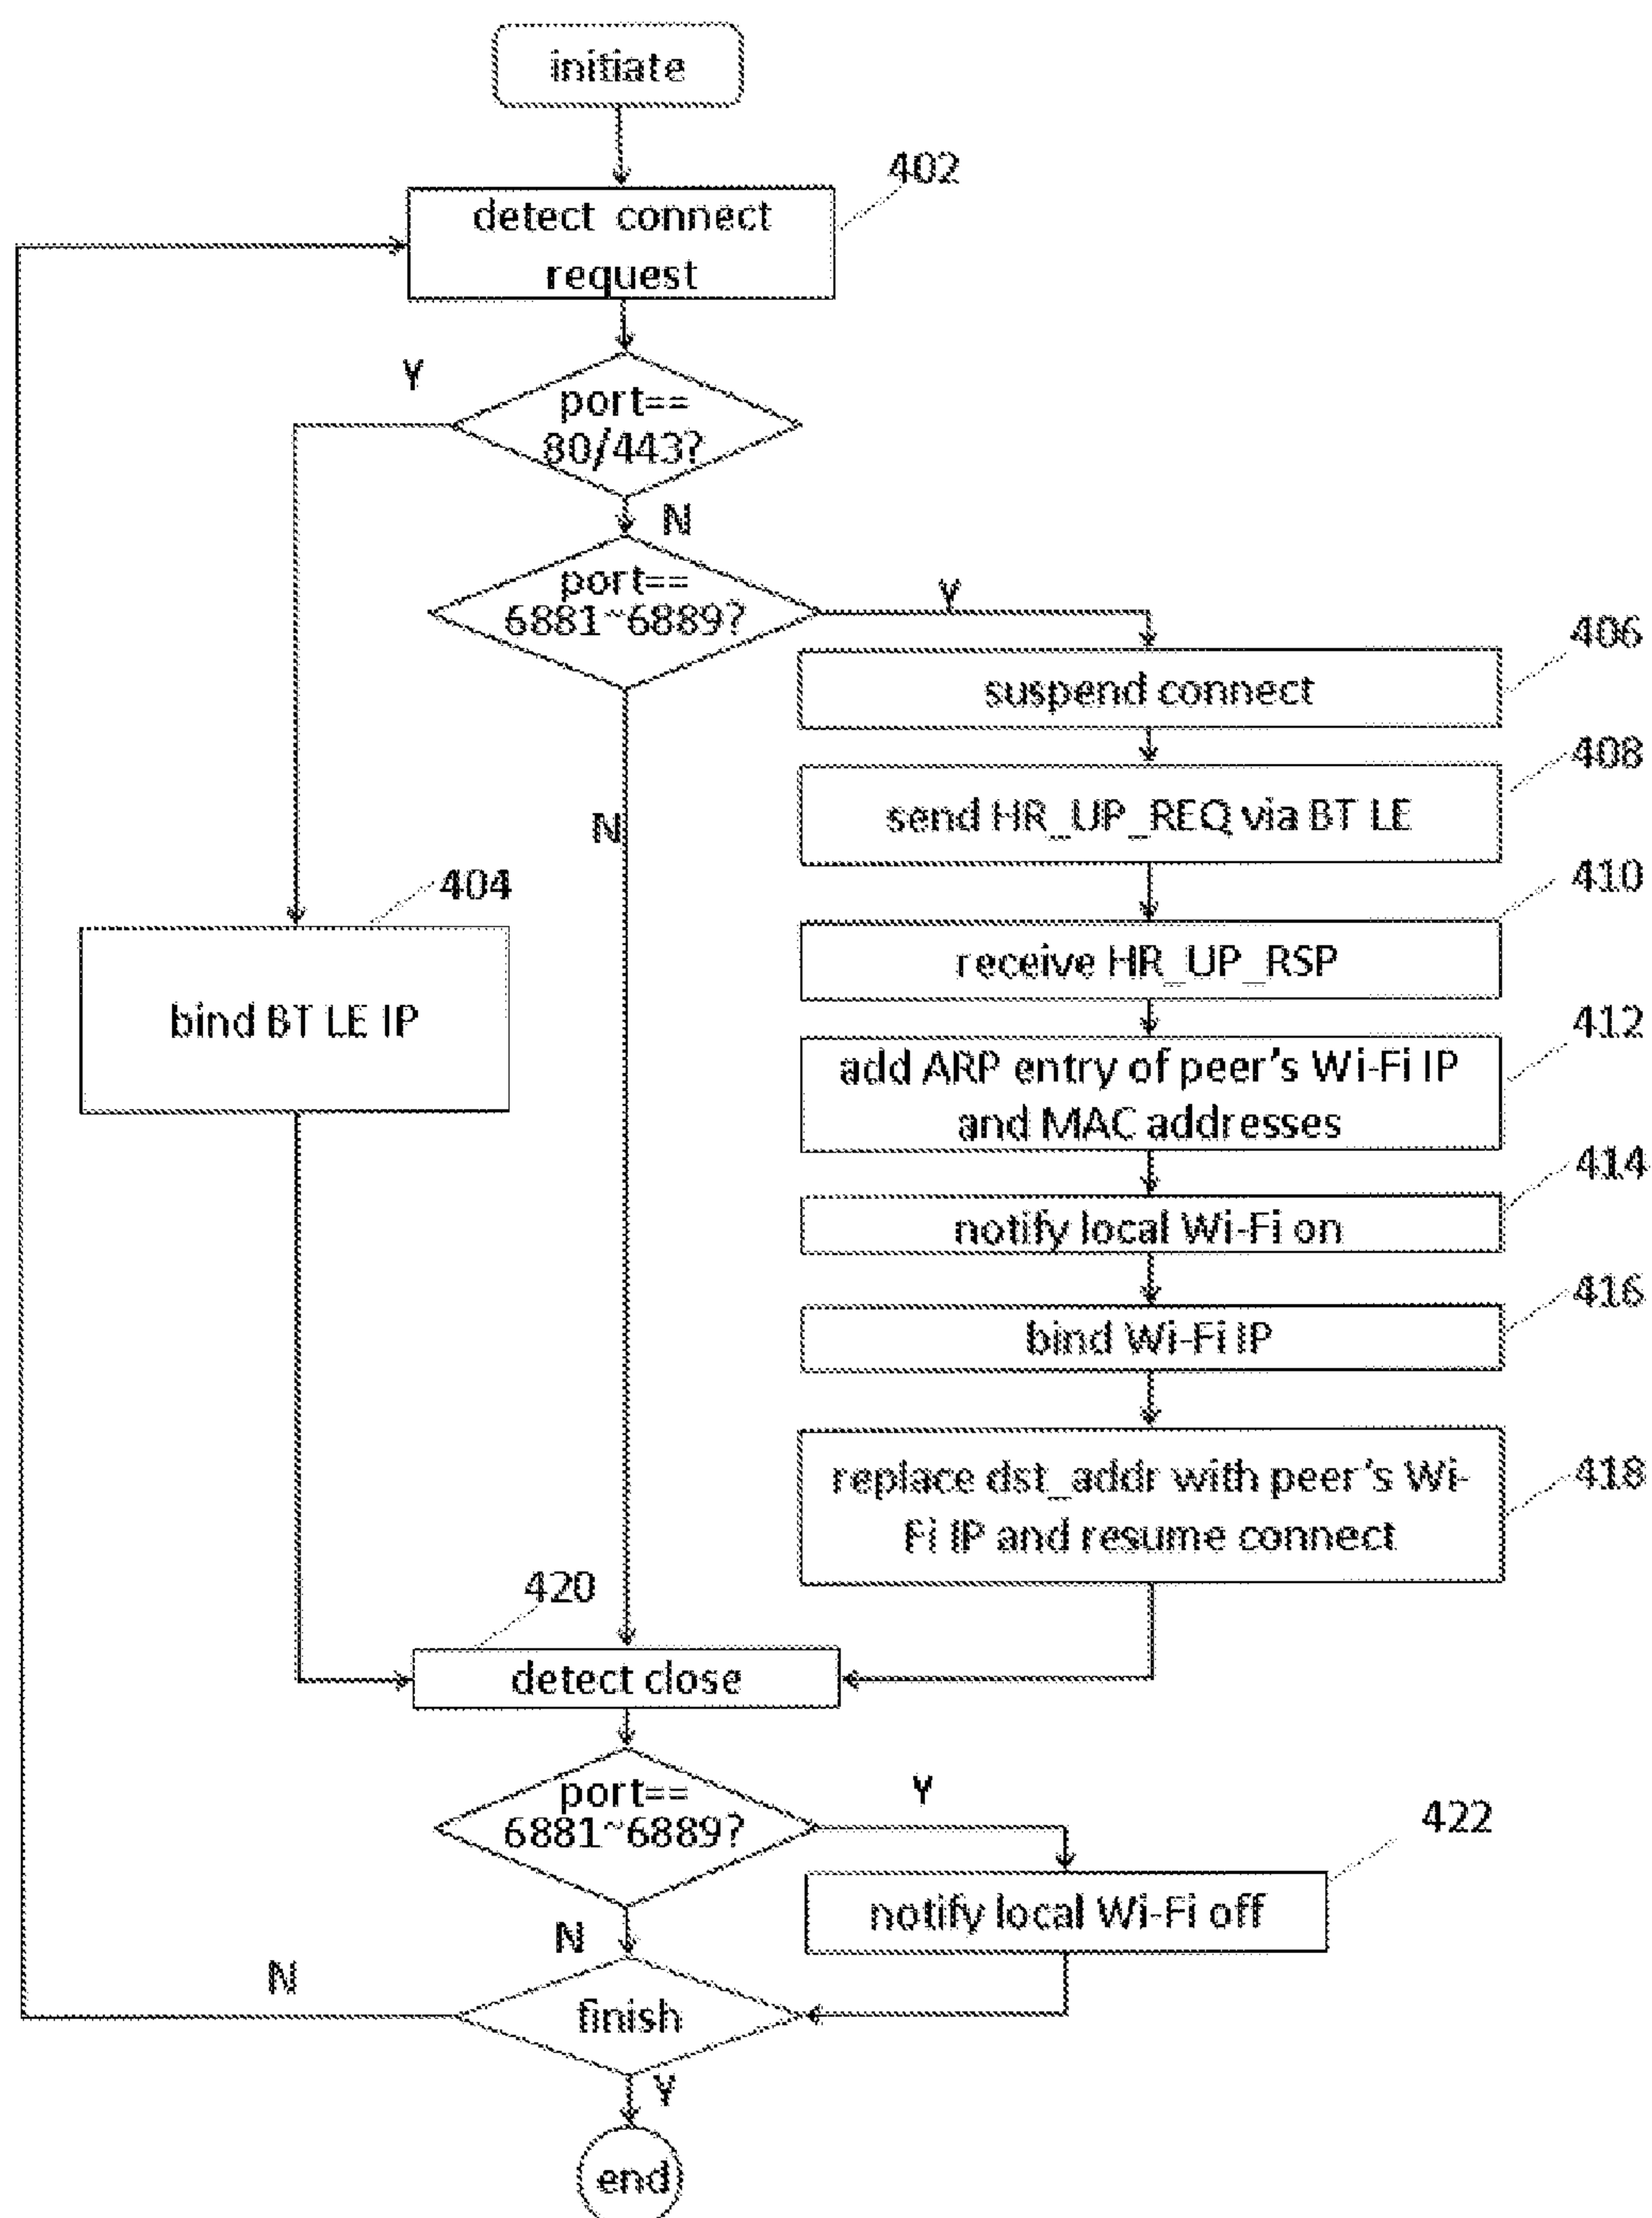 initiate
402
detect connect
request
Y
port==
80/443?
N
port==
6881~6889?
Y
406
suspend connect
408
send HR_UP_REQ via BT LE
N
404
bind BT LE IP
410
receive HR_UP_RSP
412
add ARP entry of peer's Wi-Fi IP
and MAC addresses
414
notify local Wi-Fi on
416
bind Wi-Fi IP
418
replace dst_addr with peer's Wi-
Fi IP and resume connect
420
detect close
port==
6881~6889?
Y
422
notify local Wi-Fi off
N
N
finish
Y
end